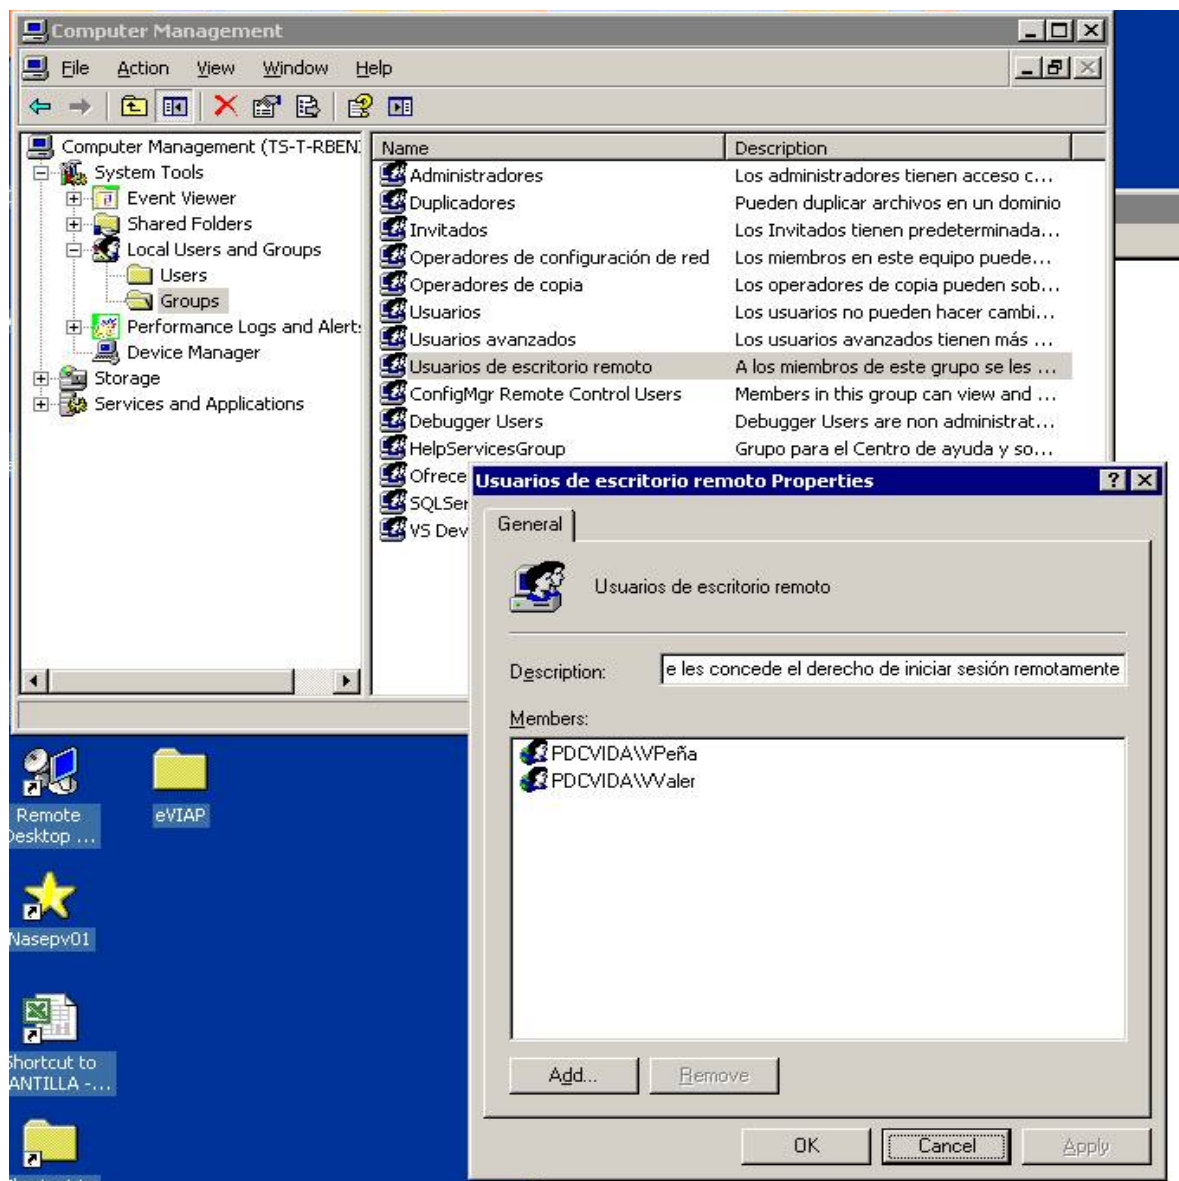 Computer Management
File Action View Window Help
Computer Management (TS-T-RBEN
System Tools
Event Viewer
Shared Folders
Local Users and Groups
Users
Groups
Performance Logs and Alert
Device Manager
Storage
Services and Applications
Name Description
Administradores Los administradores tienen acceso c...
Duplicadores Pueden duplicar archivos en un dominio
Invitados Los Invitados tienen predeterminada...
Operadores de configuración de red Los miembros en este equipo puede...
Operadores de copia Los operadores de copia pueden sob...
Usuarios Los usuarios no pueden hacer cambi...
Usuarios avanzados Los usuarios avanzados tienen más ...
Usuarios de escritorio remoto A los miembros de este grupo se les ...
ConfigMgr Remote Control Users Members in this group can view and ...
Debugger Users Debugger Users are non administrat...
HelpServicesGroup Grupo para el Centro de ayuda y so...
Ofrece
SQLSer
VS Dev
Usuarios de escritorio remoto Properties
General
Usuarios de escritorio remoto
Description: e les concede el derecho de iniciar sesión remotamente
Members:
PDCVIDA\VPeña
PDCVIDA\VValer
Add... Remove
OK Cancel Apply
Remote
Desktop ...
eVIAP
Nasepv01
Shortcut to
ANTILLA -...